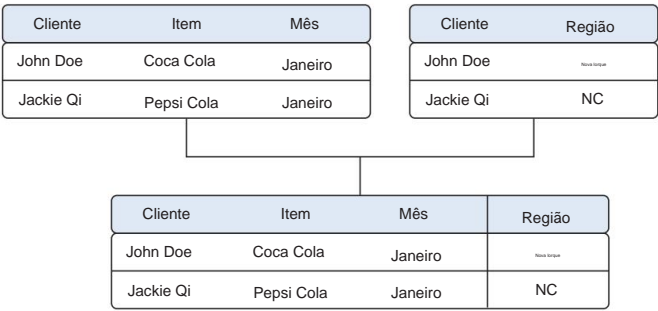 Cliente Item Mês
John Doe Coca Cola Janeiro
Jackie Qi Pepsi Cola Janeiro
Cliente Região
John Doe Nova Iorque
Jackie Qi NC
Cliente Item Mês Região
John Doe Coca Cola Janeiro Nova Iorque
Jackie Qi Pepsi Cola Janeiro NC